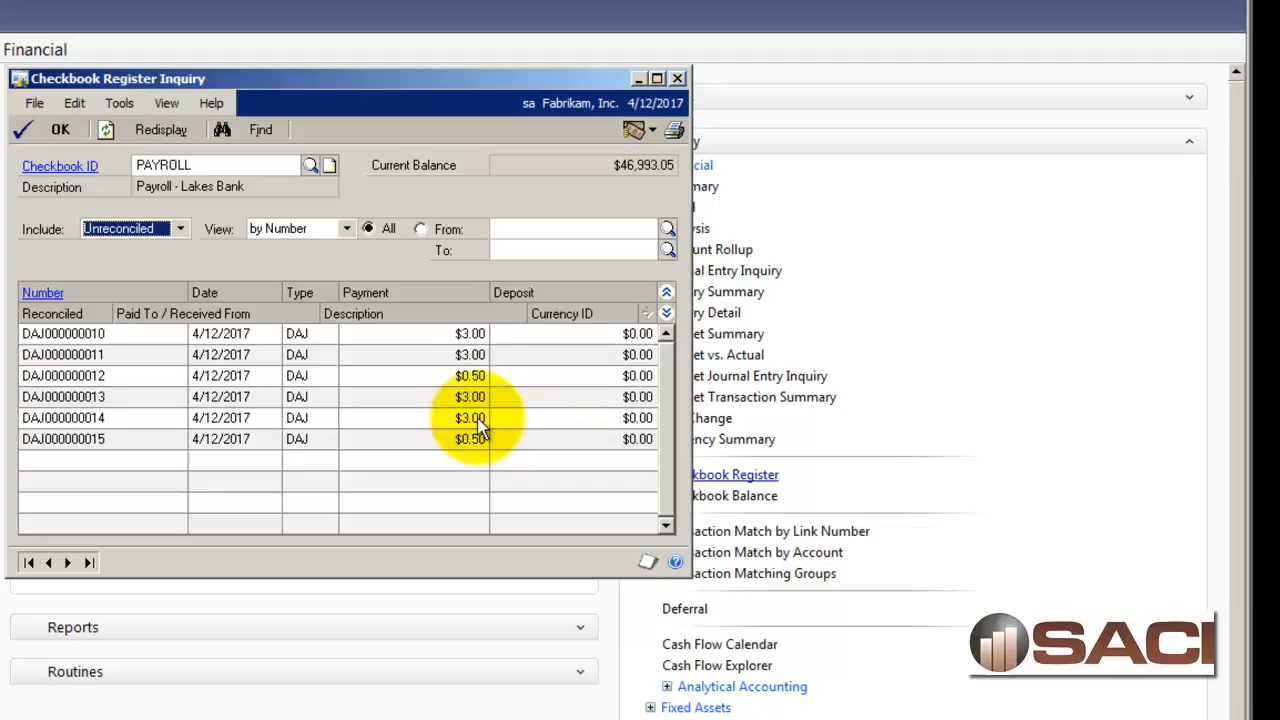 Financial
Checkbook Register Inquiry
File Edit Tools View Help sa Fabrikam, Inc. 4/12/2017
OK Redisplay Find
Checkbook ID PAYROLL Current Balance $46,993.05
Description Payroll - Lakes Bank
Include: Unreconciled View: by Number All From:
To:
Number Date Type Payment Deposit
Reconciled Paid To / Received From Description Currency ID
DAJ000000010 4/12/2017 DAJ $3.00 $0.00
DAJ000000011 4/12/2017 DAJ $3.00 $0.00
DAJ000000012 4/12/2017 DAJ $0.50 $0.00
DAJ000000013 4/12/2017 DAJ $3.00 $0.00
DAJ000000014 4/12/2017 DAJ $3.00 $0.00
DAJ000000015 4/12/2017 DAJ $0.50 $0.00
Reports
Routines
y
cial
mary
l
sis
unt Rollup
al Entry Inquiry
y Summary
y Detail
et Summary
et vs. Actual
et Journal Entry Inquiry
et Transaction Summary
Change
ency Summary
kbook Register
kbook Balance
saction Match by Link Number
saction Match by Account
saction Matching Groups
Deferral
Cash Flow Calendar
Cash Flow Explorer
Analytical Accounting
Fixed Assets
SACI